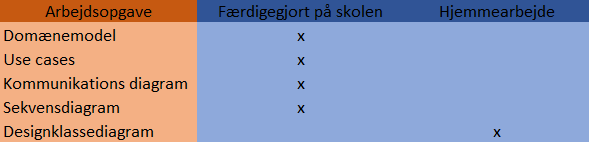 Arbejdsopgave Færdigegjort på skolen Hjemmearbejde
Domænemodel x
Use cases x
Kommunikations diagram x
Sekvensdiagram x
Designklassediagram x